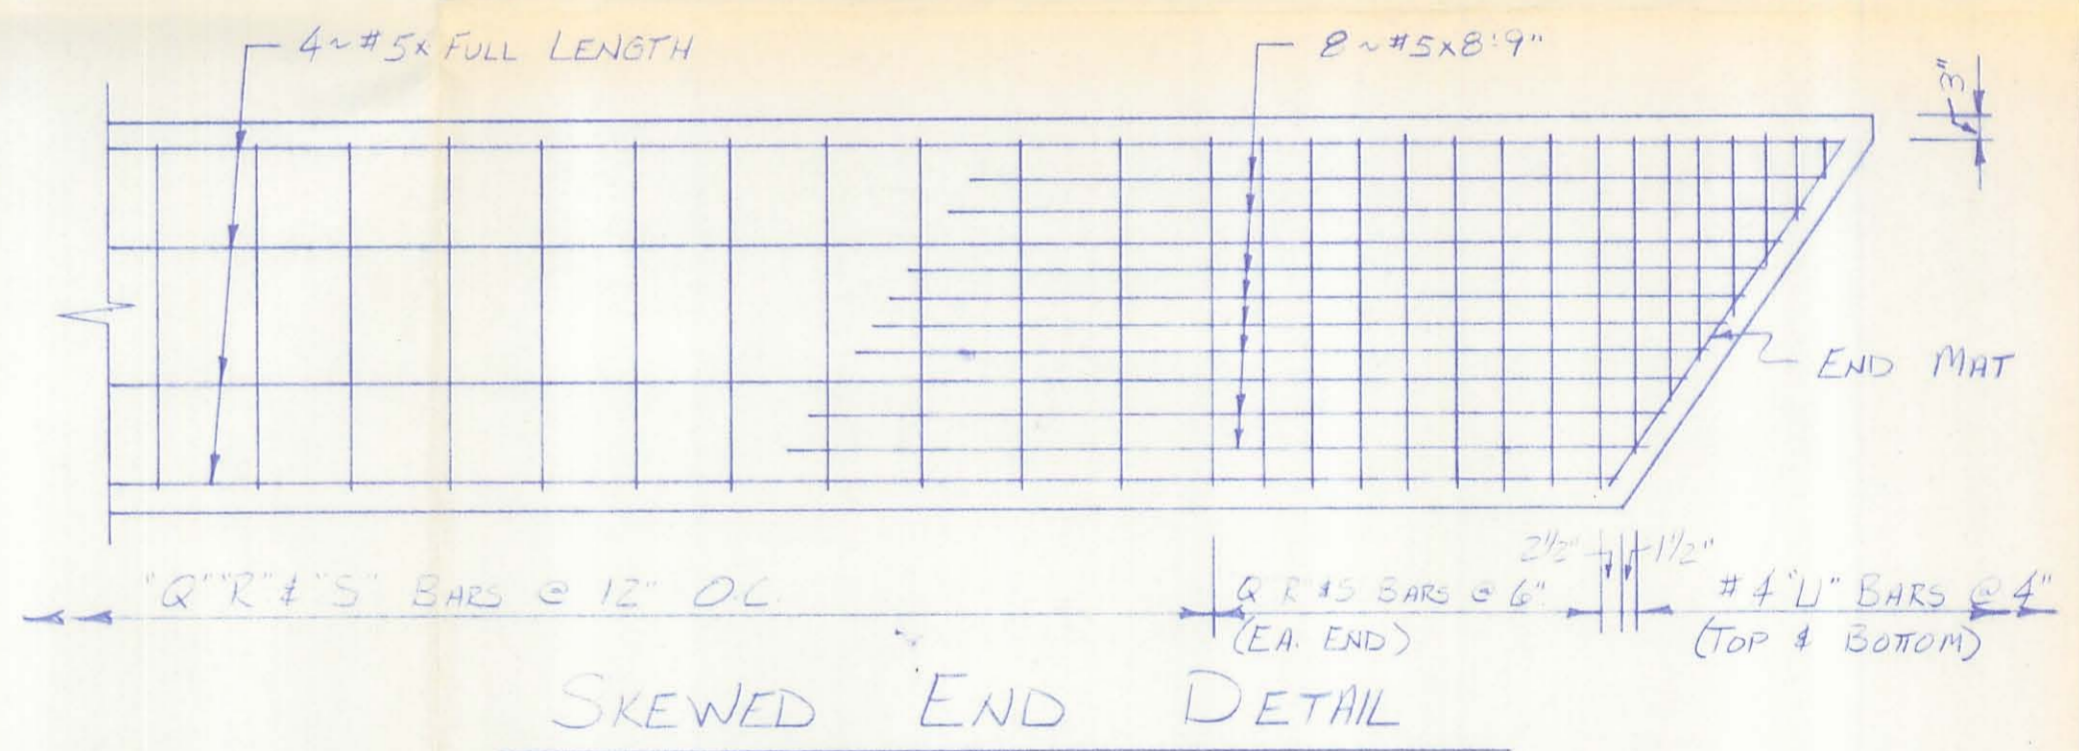 4~#5x FULL LENGTH
8~#5x8'-9"
3"
END MAT
2½"
1½"
"Q" "R" & "S" BARS @ 12" O.C.
Q R & S BARS @ 6"
(EA. END)
#4 "U" BARS @ 4"
(TOP & BOTTOM)
SKEWED END DETAIL